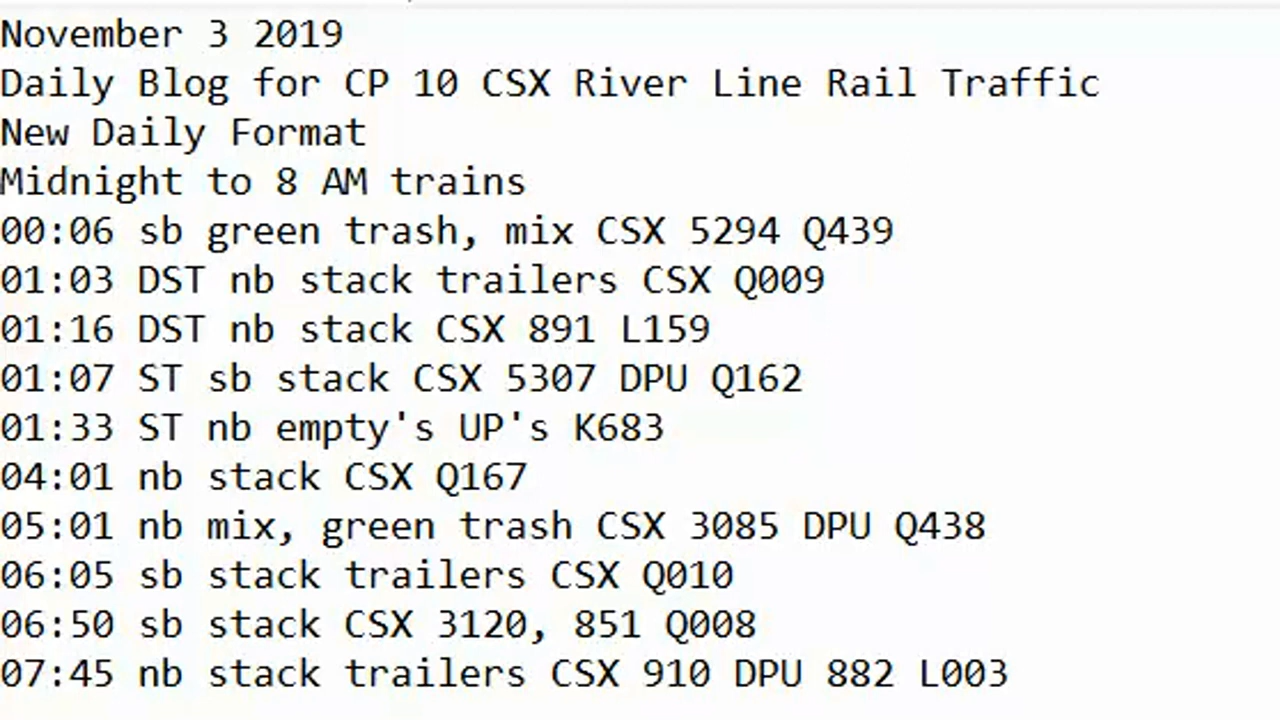 November 3 2019
Daily Blog for CP 10 CSX River Line Rail Traffic
New Daily Format
Midnight to 8 AM trains
00:06 sb green trash, mix CSX 5294 Q439
01:03 DST nb stack trailers CSX Q009
01:16 DST nb stack CSX 891 L159
01:07 ST sb stack CSX 5307 DPU Q162
01:33 ST nb empty's UP's K683
04:01 nb stack CSX Q167
05:01 nb mix, green trash CSX 3085 DPU Q438
06:05 sb stack trailers CSX Q010
06:50 sb stack CSX 3120, 851 Q008
07:45 nb stack trailers CSX 910 DPU 882 L003